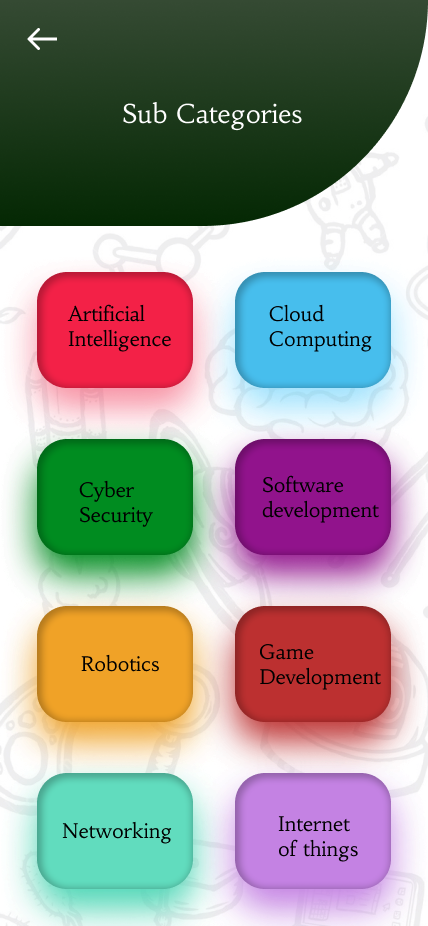 Sub Categories
Artificial
Intelligence
Cloud
Computing
Cyber
Security
Software
development
Robotics
Game
Development
Networking
Internet
of things